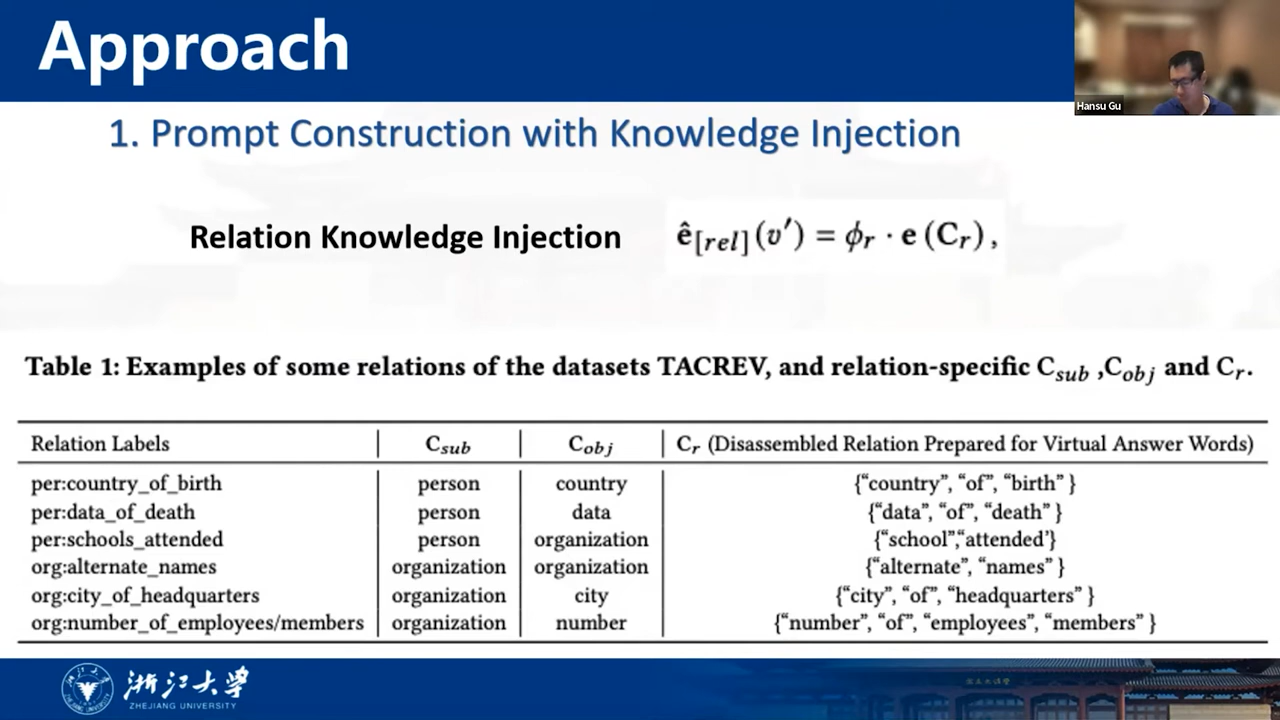 Approach
Hansu Gu
1. Prompt Construction with Knowledge Injection
Relation Knowledge Injection ê[rel](v′) = ϕr · e (Cr) ,
Table 1: Examples of some relations of the datasets TACREV, and relation-specific Csub ,Cobj and Cr.
Relation Labels Csub Cobj Cr (Disassembled Relation Prepared for Virtual Answer Words)
per:country_of_birth person country {“country”, “of”, “birth” }
per:data_of_death person data {“data”, “of”, “death” }
per:schools_attended person organization {“school”,“attended’}
org:alternate_names organization organization {“alternate”, “names” }
org:city_of_headquarters organization city {“city”, “of”, “headquarters” }
org:number_of_employees/members organization number {“number”, “of”, “employees”, “members” }
浙江大学
ZHEJIANG UNIVERSITY